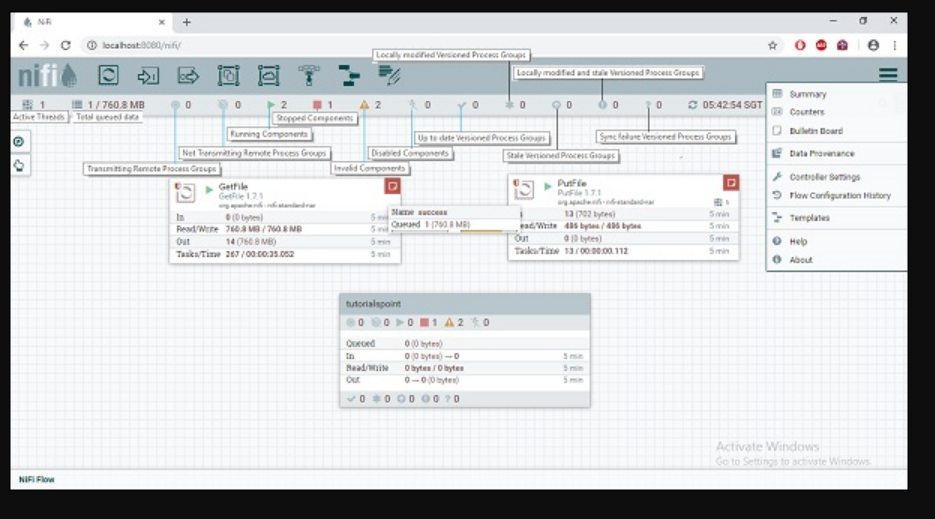 NiFi
localhost:8080/nifi/
Locally modified Versioned Process Groups
nifi
Locally modified and stale Versioned Process Groups
1
1 / 760.8 MB
0
0
2
1
2
0
0
0
0
0
0
05:42:54 SGT
Active Threads
Total queued data
Stopped Components
Running Components
Up to date Versioned Process Groups
Sync failure Versioned Process Groups
Not Transmitting Remote Process Groups
Disabled Components
Stale Versioned Process Groups
Transmitting Remote Process Groups
Invalid Components
Summary
Counters
Bulletin Board
Data Provenance
Controller Settings
Flow Configuration History
Templates
Help
About
GetFile
GetFile 1.7.1
org.apache.nifi - nifi-standard-nar
In 0 (0 bytes) 5 min
Read/Write 760.8 MB / 760.8 MB 5 min
Out 14 (760.8 MB) 5 min
Tasks/Time 267 / 00:00:35.052 5 min
Name success
Queued 1 (760.8 MB)
PutFile
PutFile 1.7.1
org.apache.nifi - nifi-standard-nar
13 (702 bytes) 5 min
Read/Write 486 bytes / 486 bytes 5 min
Out 0 (0 bytes) 5 min
Tasks/Time 13 / 00:00:00.112 5 min
tutorialspoint
0 0 0 1 2 0
Queued 0 (0 bytes)
In 0 (0 bytes) → 0 5 min
Read/Write 0 bytes / 0 bytes 5 min
Out 0 → 0 (0 bytes) 5 min
0 0 0 0 ? 0
Activate Windows
Go to Settings to activate Windows.
NiFi Flow